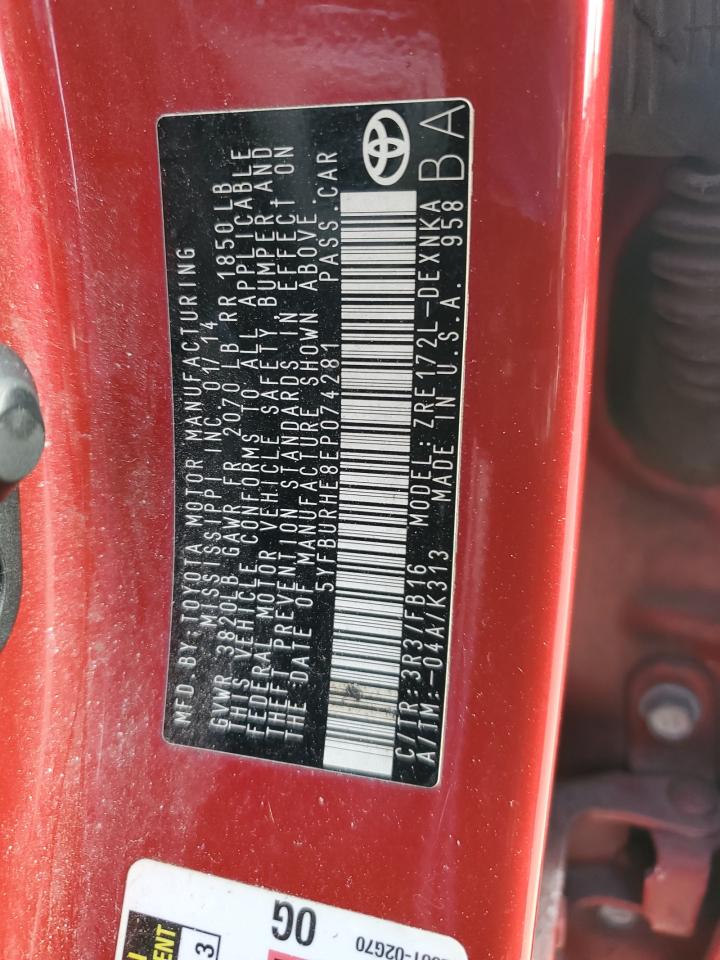 MFD.BY:TOYOTA MOTOR MANUFACTURING
MISSISSIPPI INC. 01/14
GVWR 3820LB GAWR FR 2070 LB RR 1850LB
THIS VEHICLE CONFORMS TO ALL APPLICABLE
FEDERAL MOTOR VEHICLE SAFETY, BUMPER, AND
THEFT PREVENTION STANDARDS IN EFFECT ON
THE DATE OF MANUFACTURE SHOWN ABOVE.
5YFBURHE8EP074281 PASS.CAR
C/TR:3R3/FB16 MODEL:ZRE172L-DEXNKA
A/TM:-04A/K313 MADE IN U.S.A. 958
BA
0G
-02G70
3